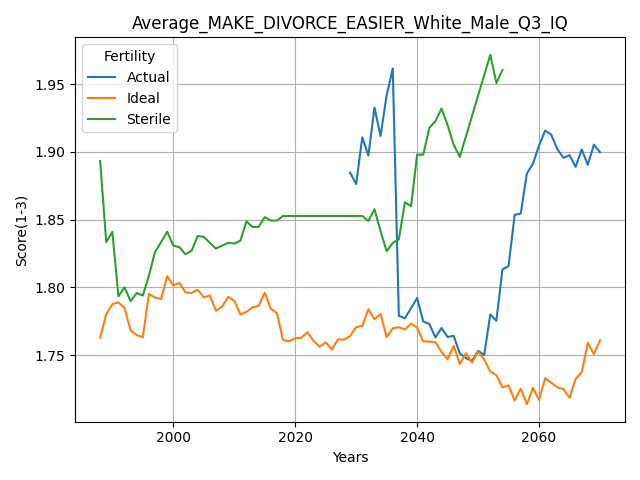 Average_MAKE_DIVORCE_EASIER_White_Male_Q3_IQ
Fertility
Actual
Ideal
Sterile
Score(1-3)
1.95
1.90
1.85
1.80
1.75
2000
2020
2040
2060
Years